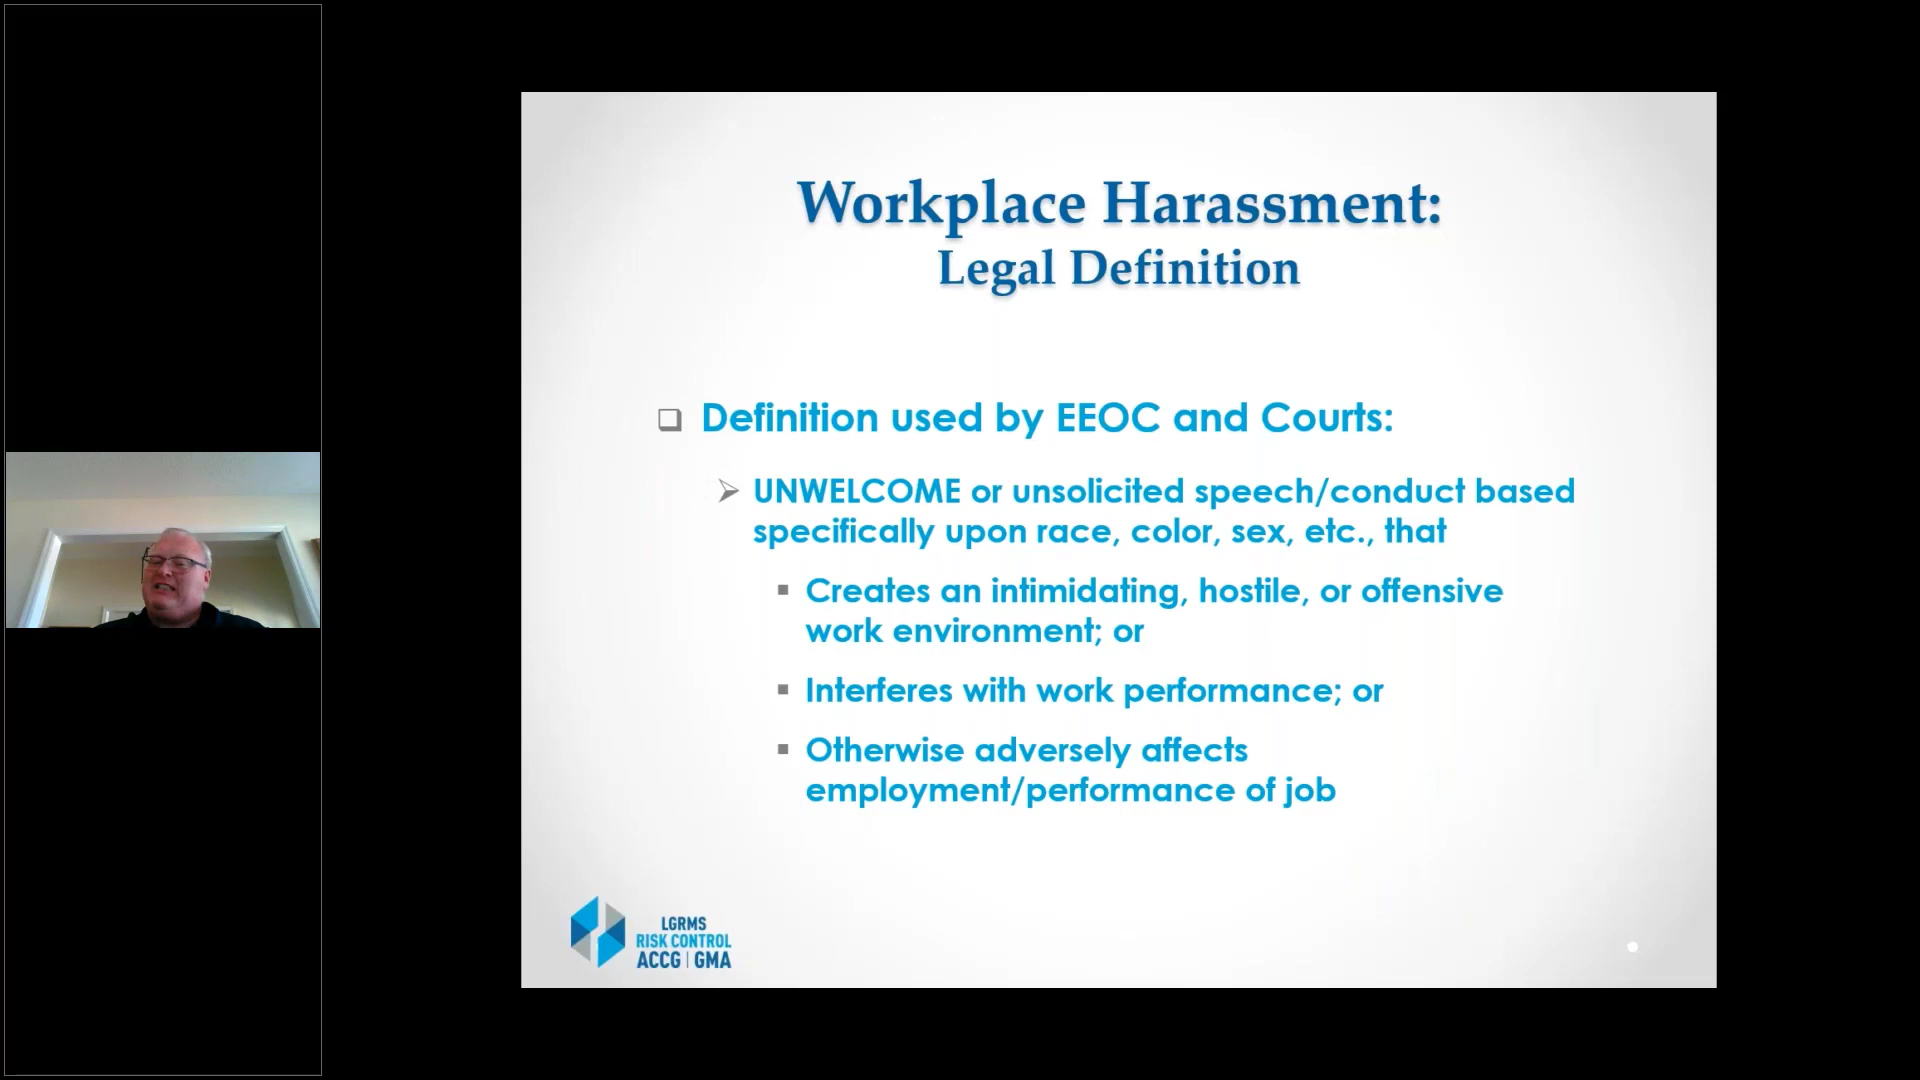 Workplace Harassment:
Legal Definition
Definition used by EEOC and Courts:
UNWELCOME or unsolicited speech/conduct based
specifically upon race, color, sex, etc., that
Creates an intimidating, hostile, or offensive
work environment; or
Interferes with work performance; or
Otherwise adversely affects
employment/performance of job
LGRMS
RISK CONTROL
ACCG | GMA